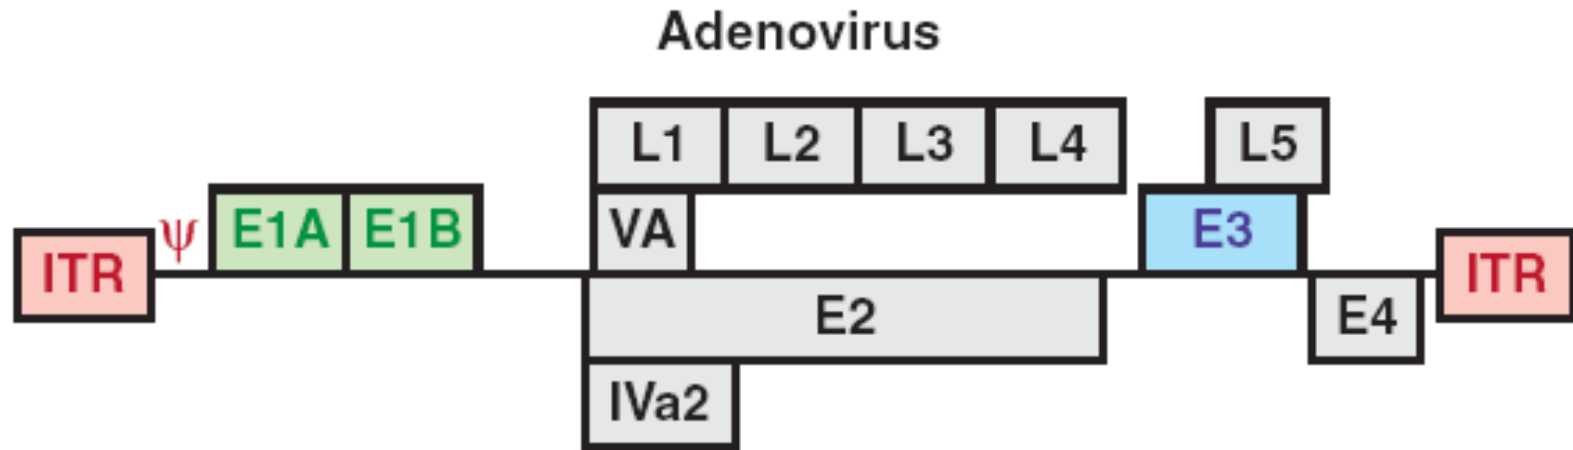 Adenovirus
L1 L2 L3 L4 L5
ψ E1A E1B VA E3
ITR ITR
E2 E4
IVa2